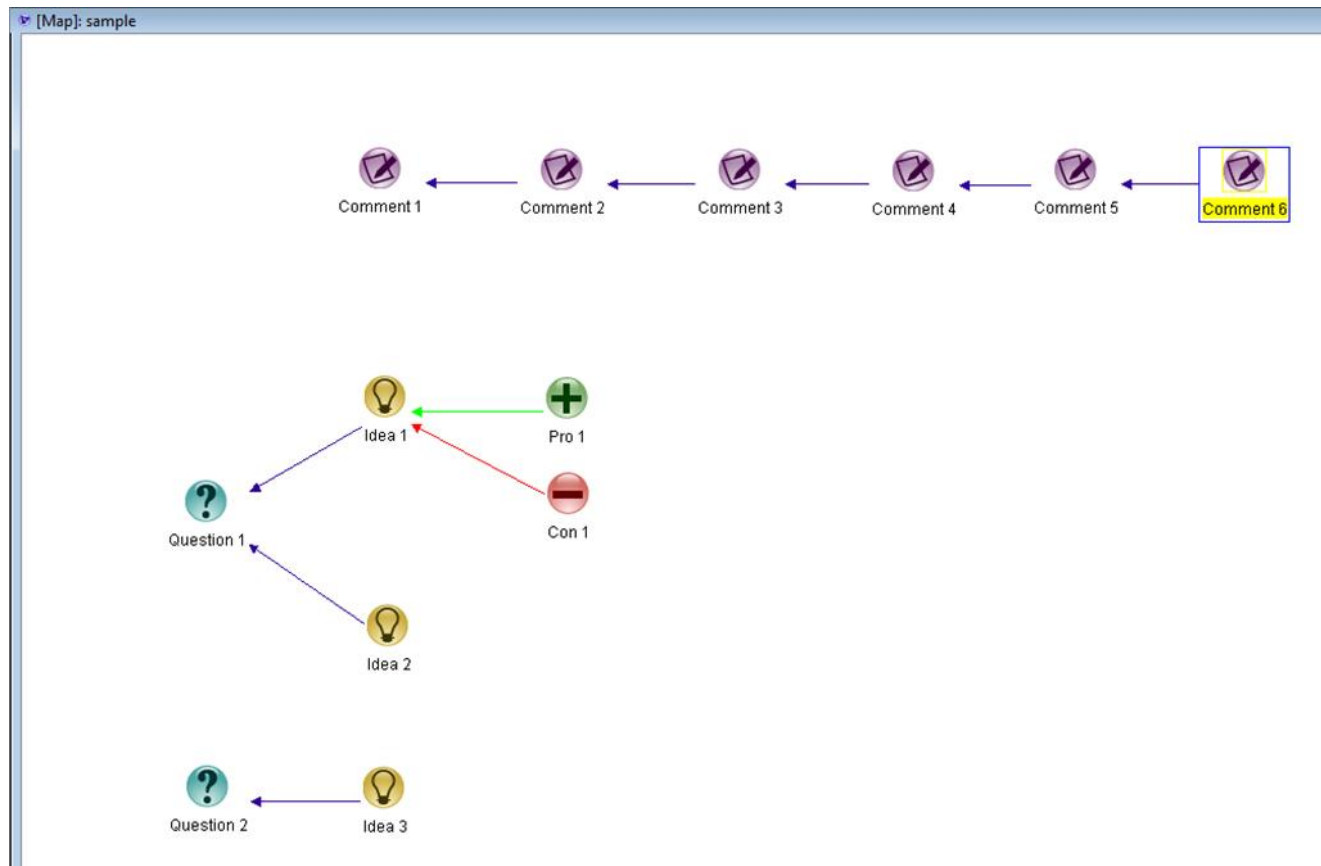 [Map]: sample
Comment 1
Comment 2
Comment 3
Comment 4
Comment 5
Comment 6
Idea 1
Pro 1
Question 1
Con 1
Idea 2
Question 2
Idea 3